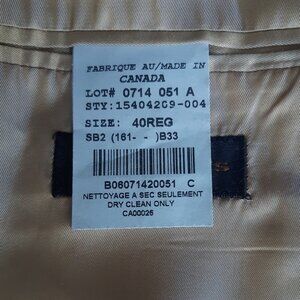 FABRIQUE AU/MADE IN
CANADA
LOT# 0714 051 A
STY:15404209-004
SIZE: 40REG
SB2 (161- - )B33
B06071420051 C
NETTOYAGE A SEC SEULEMENT
DRY CLEAN ONLY
CA00026